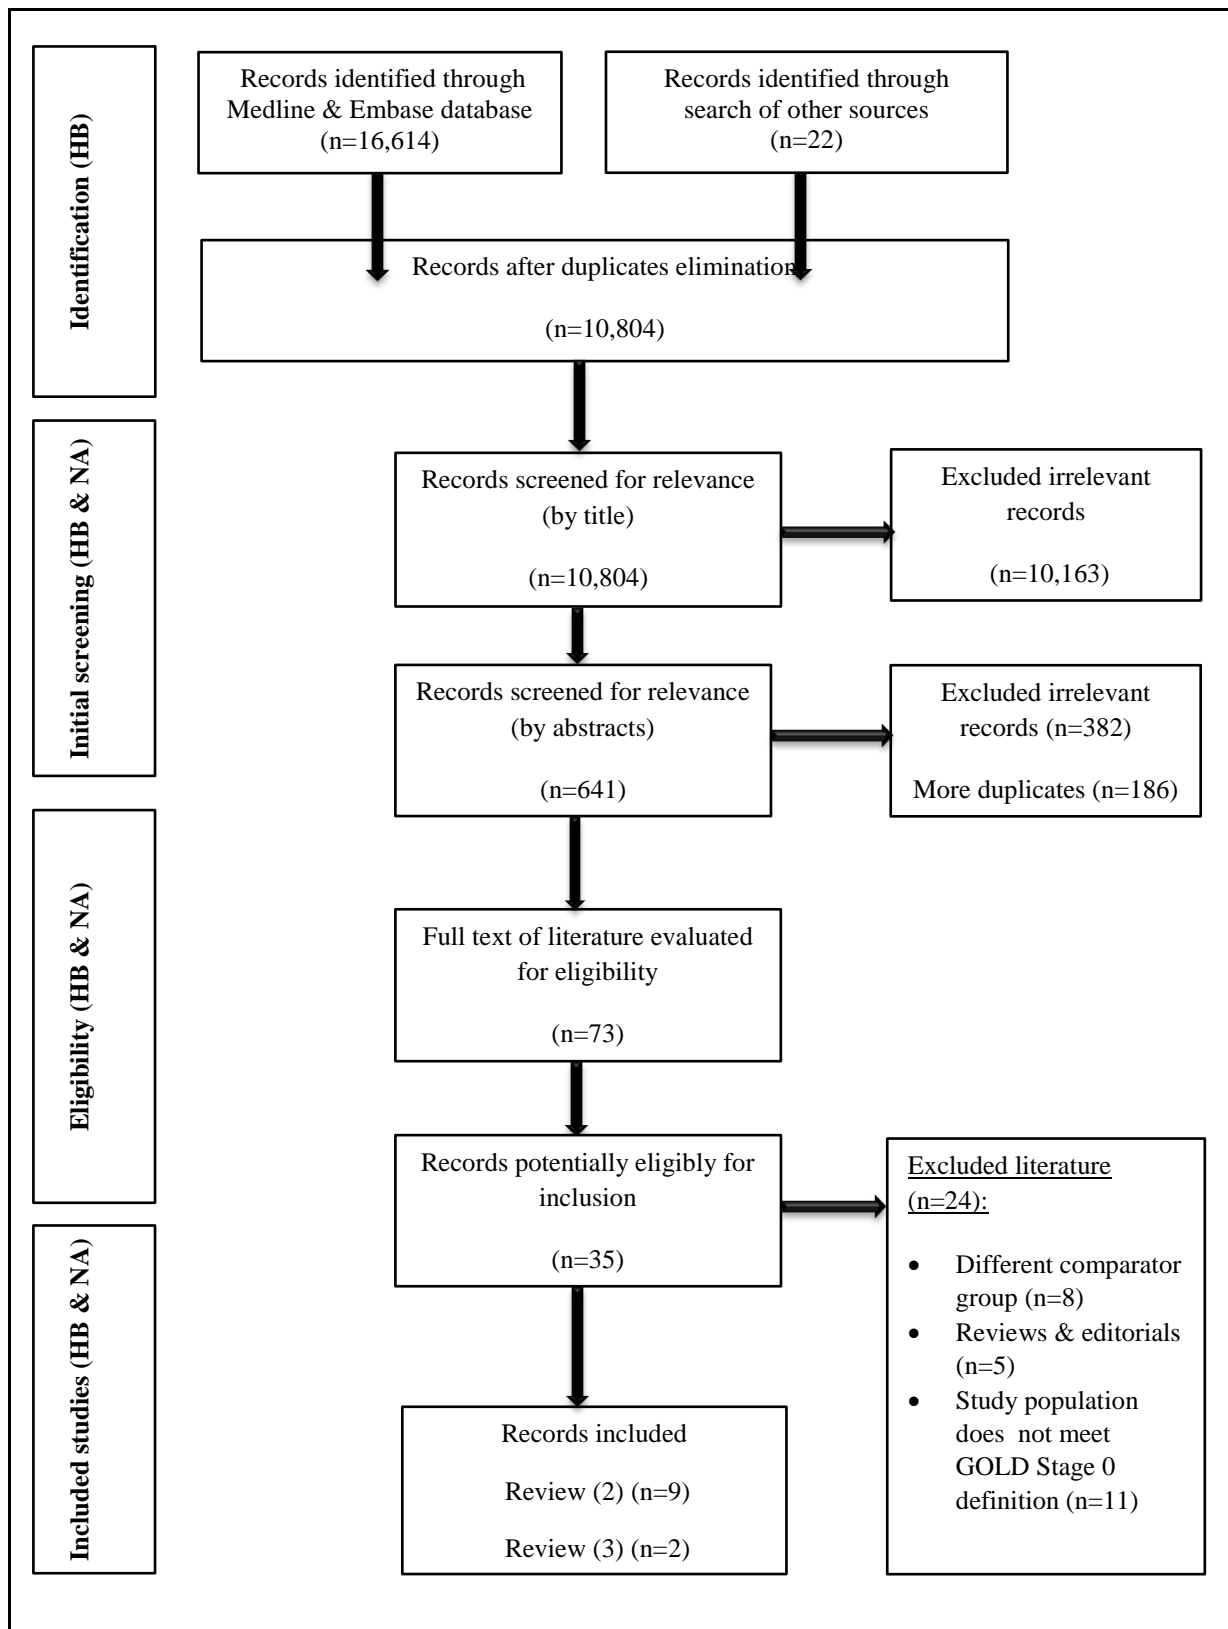 Identification (HB)
Records identified through
Medline & Embase database
(n=16,614)
Records identified through
search of other sources
(n=22)
Records after duplicates elimination
(n=10,804)
Initial screening (HB & NA)
Records screened for relevance
(by title)
(n=10,804)
Excluded irrelevant
records
(n=10,163)
Records screened for relevance
(by abstracts)
(n=641)
Excluded irrelevant
records (n=382)
More duplicates (n=186)
Eligibility (HB & NA)
Full text of literature evaluated
for eligibility
(n=73)
Records potentially eligibly for
inclusion
(n=35)
Excluded literature
(n=24):
• Different comparator
group (n=8)
• Reviews & editorials
(n=5)
• Study population
does not meet
GOLD Stage 0
definition (n=11)
Included studies (HB & NA)
Records included
Review (2) (n=9)
Review (3) (n=2)